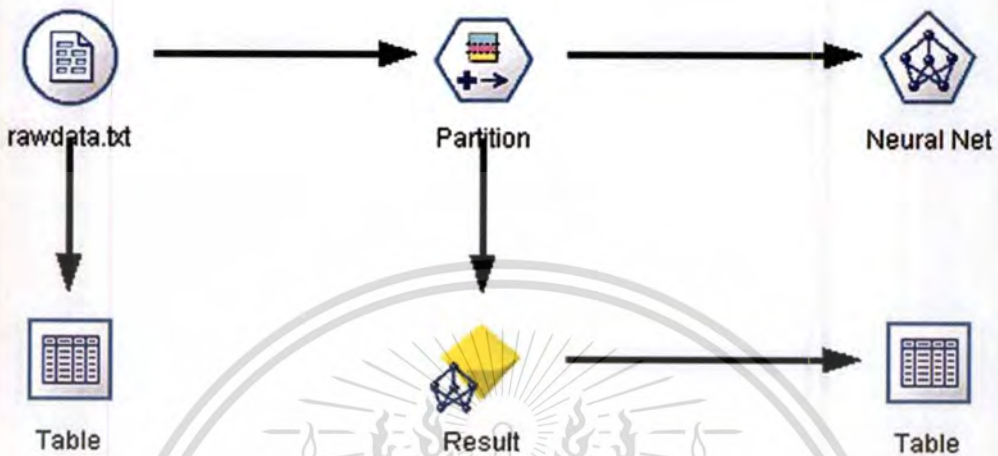 rawdata.txt
Partition
Neural Net
Table
Result
Table